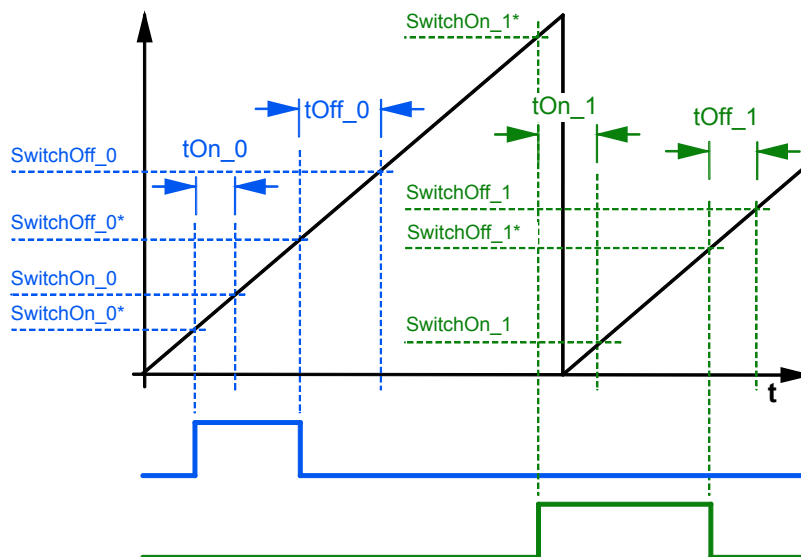 SwitchOn_1*
tOff_0
tOn_1
tOff_1
tOn_0
SwitchOff_0
SwitchOff_1
SwitchOff_0*
SwitchOff_1*
SwitchOn_0
SwitchOn_0*
SwitchOn_1
t